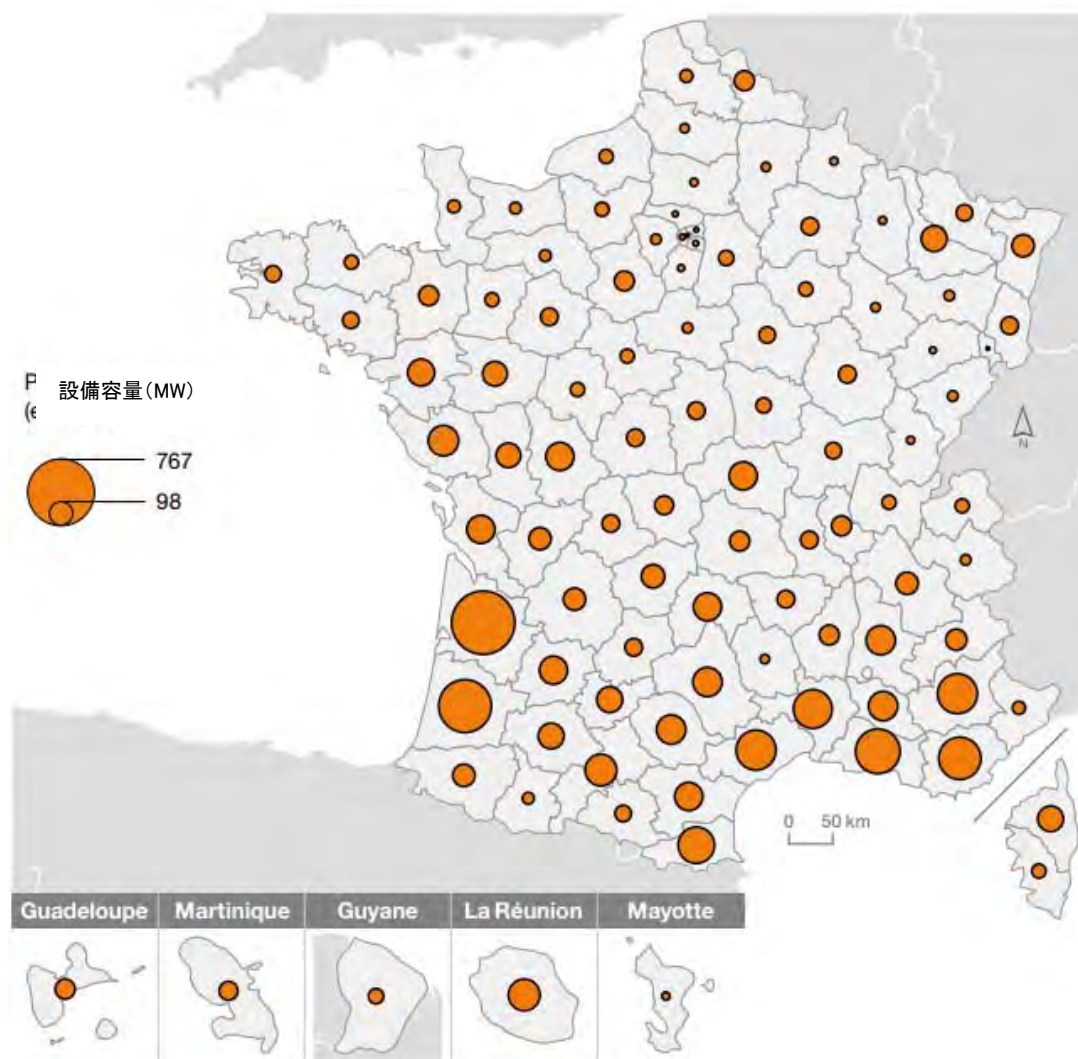 設備容量(MW)
767
98
N
0 50 km
Guadeloupe
Martinique
Guyane
La Réunion
Mayotte